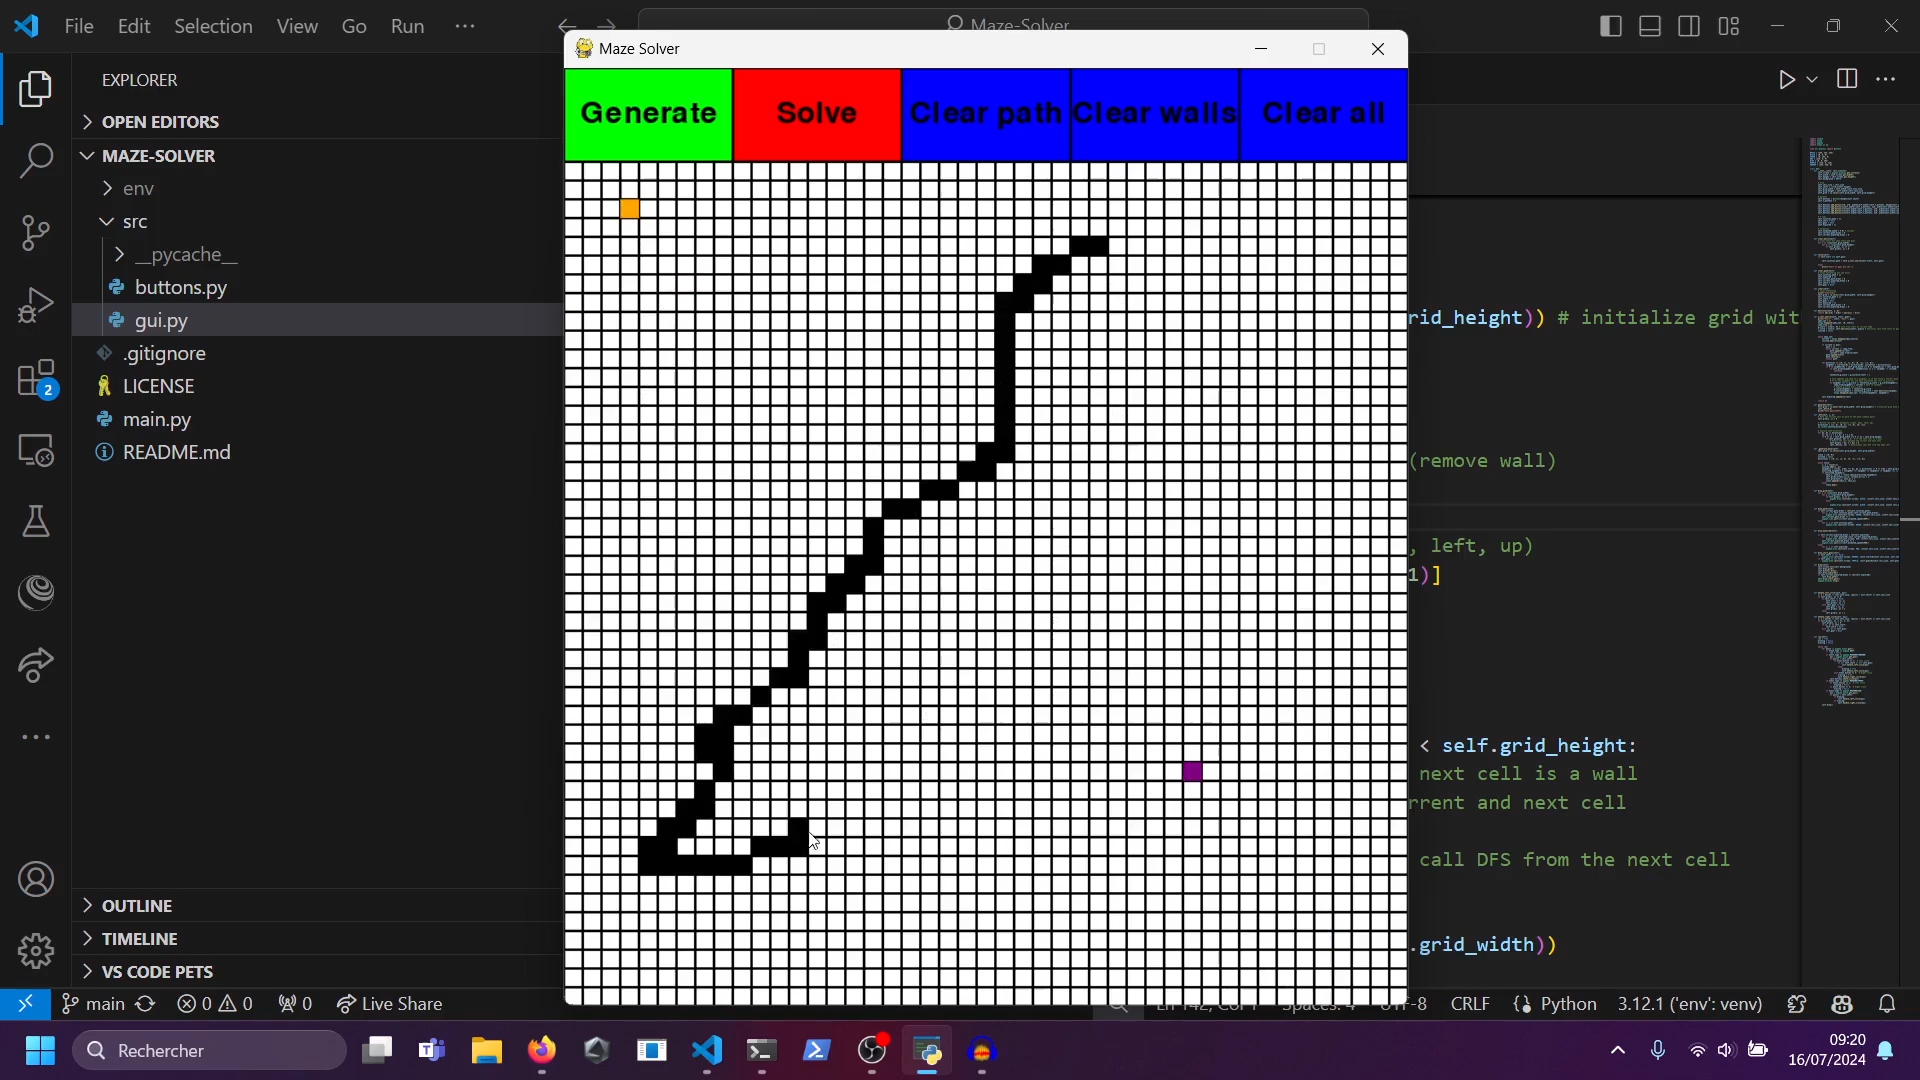 File Edit Selection View Go Run
Maze-Solver
Maze Solver
EXPLORER
OPEN EDITORS
MAZE-SOLVER
env
src
__pycache__
buttons.py
gui.py
.gitignore
LICENSE
main.py
README.md
Generate Solve Clear path Clear walls Clear all
rid_height)) # initialize grid wit
(remove wall)
, left, up)
1)]
< self.grid_height:
next cell is a wall
rrent and next cell
call DFS from the next cell
.grid_width))
2
OUTLINE
TIMELINE
VS CODE PETS
main 0 0 0 Live Share CRLF {} Python 3.12.1 ('env': venv)
Rechercher
09:20
16/07/2024